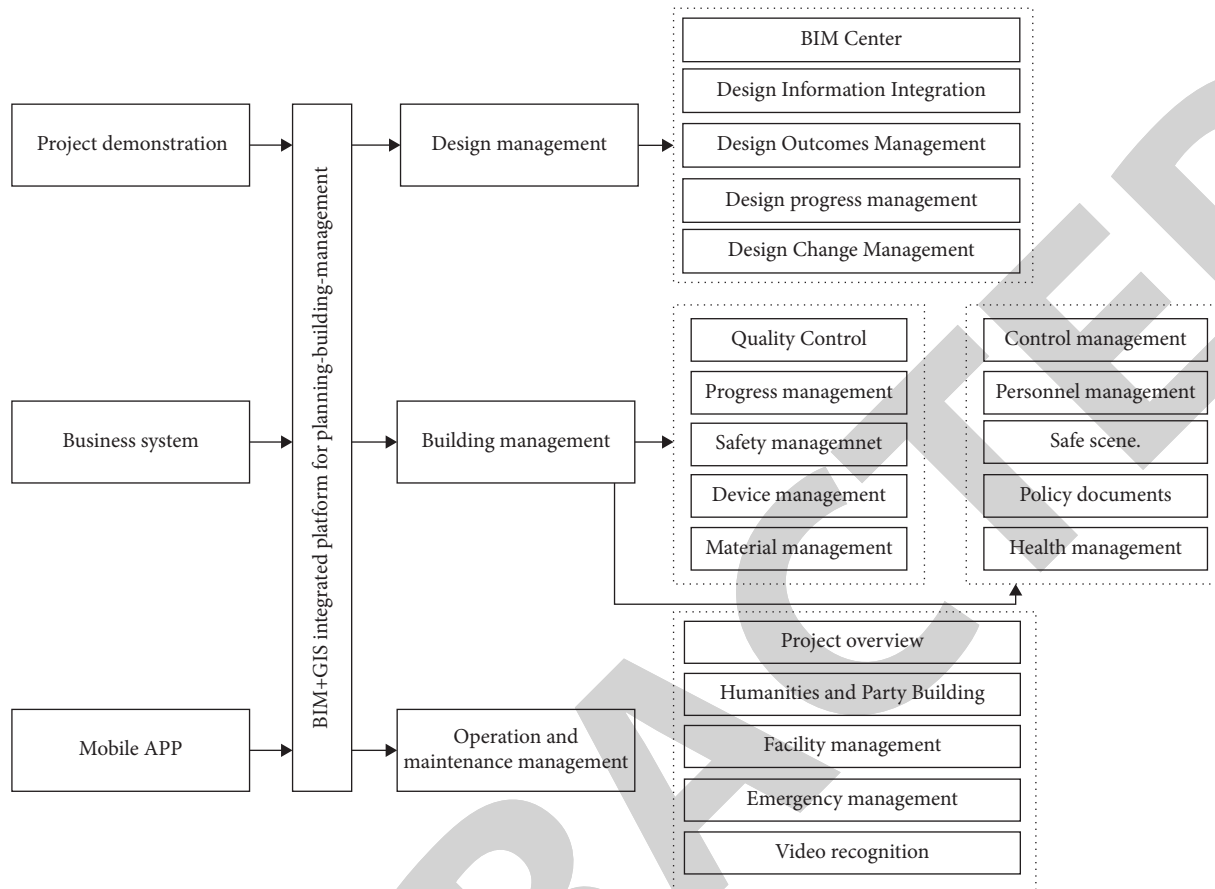 Project demonstration
Business system
Mobile APP
BIM+GIS integrated platform for planning-building-management
Design management
Building management
Operation and
maintenance management
BIM Center
Design Information Integration
Design Outcomes Management
Design progress management
Design Change Management
Quality Control
Progress management
Safety managemnet
Device management
Material management
Control management
Personnel management
Safe scene.
Policy documents
Health management
Project overview
Humanities and Party Building
Facility management
Emergency management
Video recognition